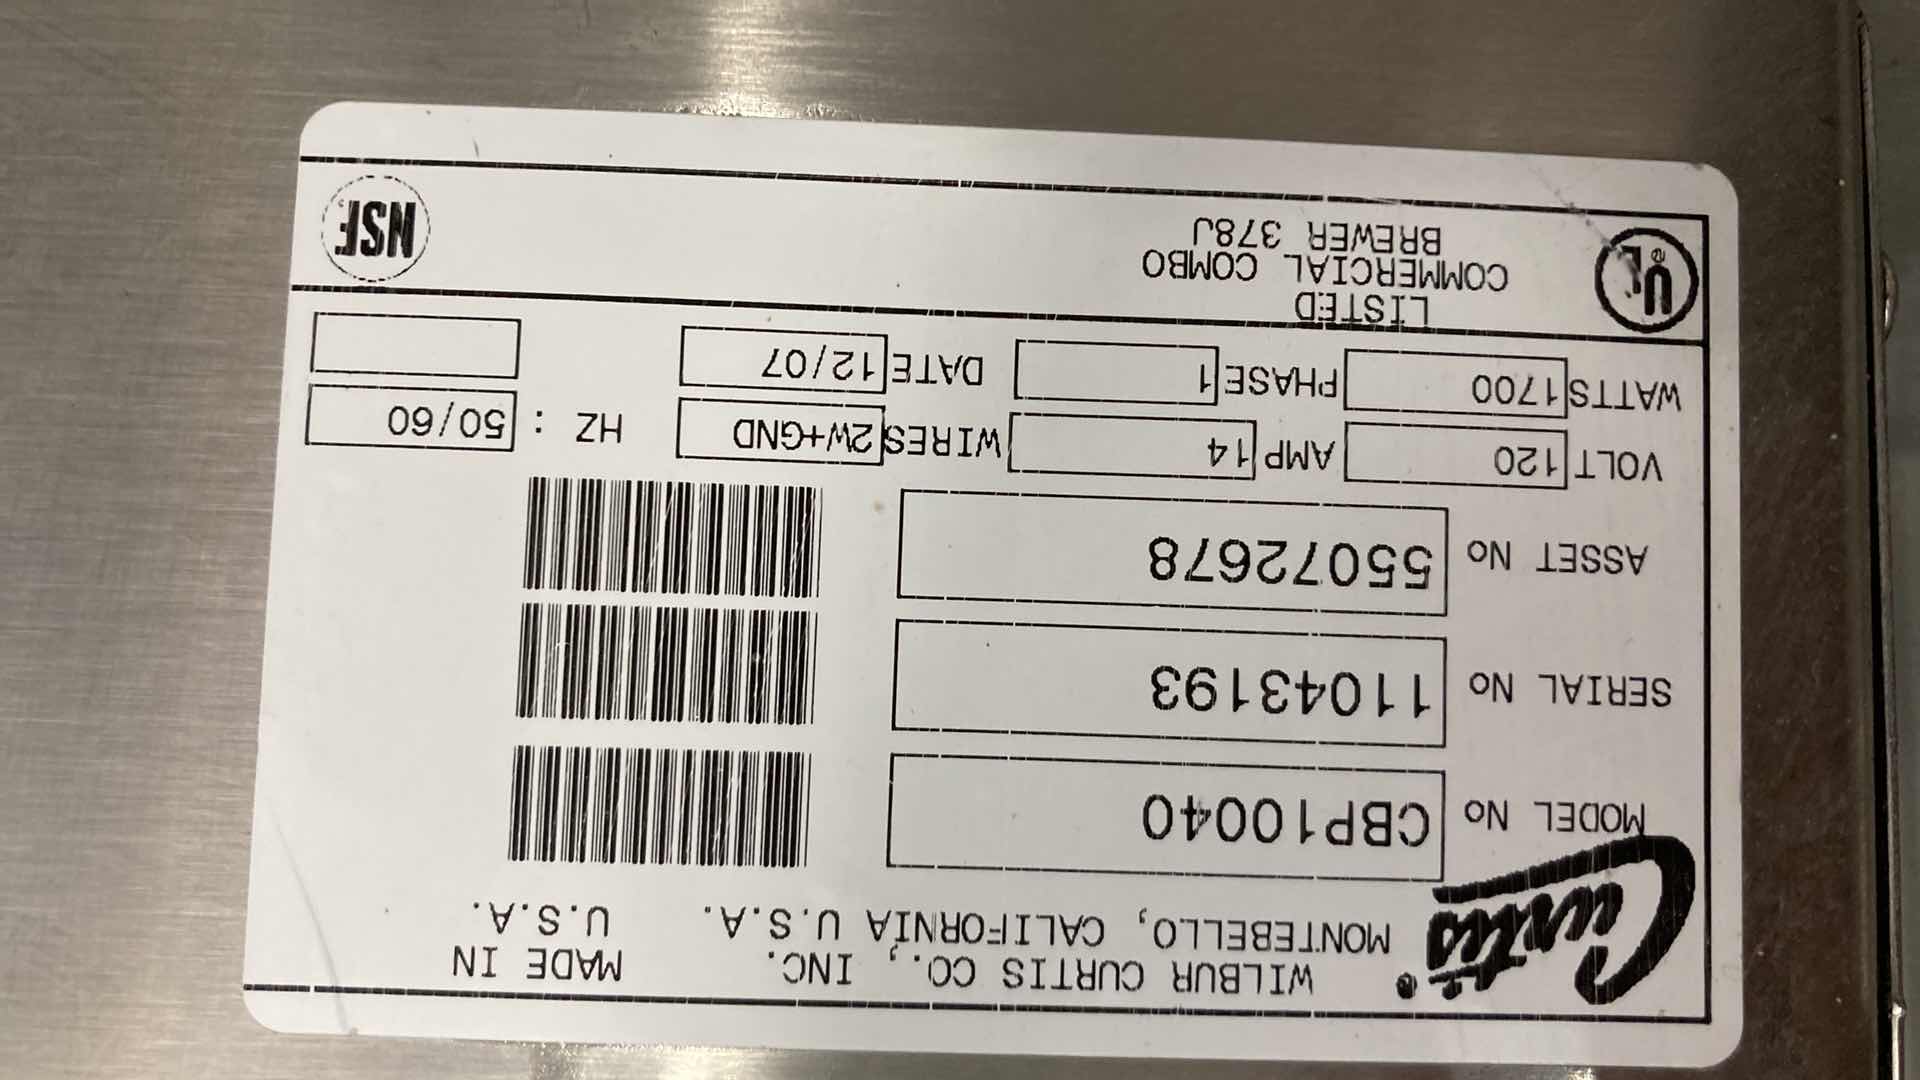 Curtis®
WILBUR CURTIS CO., INC.
MONTEBELLO, CALIFORNIA U.S.A.
MADE IN
U.S.A.
MODEL No CBP10040
SERIAL No 11043193
ASSET No 55072678
VOLT 120 AMP 14 WIRES 2W+GND HZ : 50/60
WATTS 1700 PHASE 1 DATE 12/07
UL
LISTED
COMMERCIAL COMBO
BREWER 378J
NSF